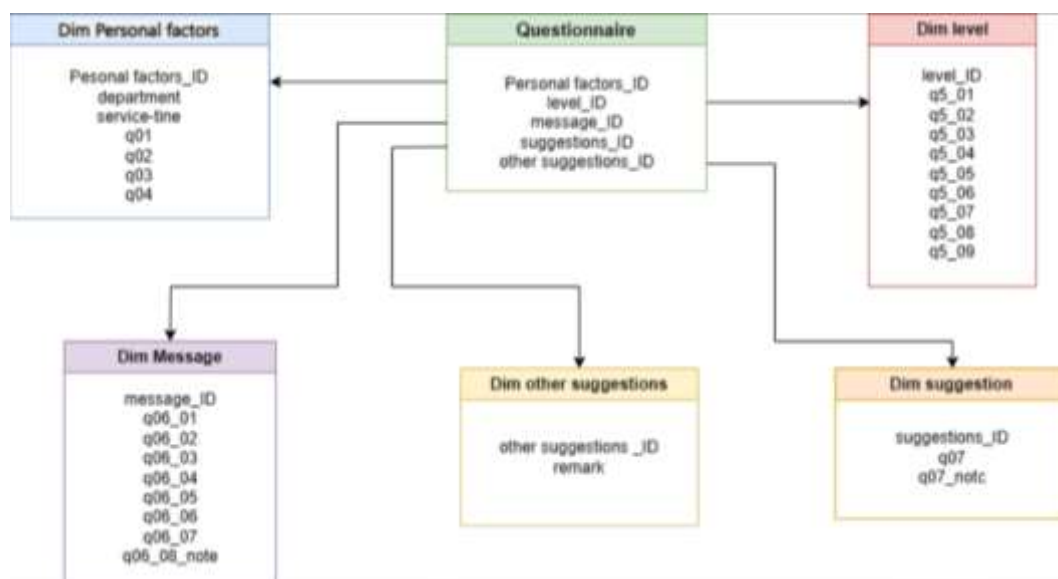 Dim Personal factors
Pesonal factors_ID
department
service-tine
q01
q02
q03
q04
Questionnaire
Personal factors_ID
level_ID
message_ID
suggestions_ID
other suggestions_ID
Dim level
level_ID
q5_01
q5_02
q5_03
q5_04
q5_05
q5_06
q5_07
q5_08
q5_09
Dim Message
message_ID
q06_01
q06_02
q06_03
q06_04
q06_05
q06_06
q06_07
q06_08_note
Dim other suggestions
other suggestions _ID
remark
Dim suggestion
suggestions_ID
q07
q07_notc